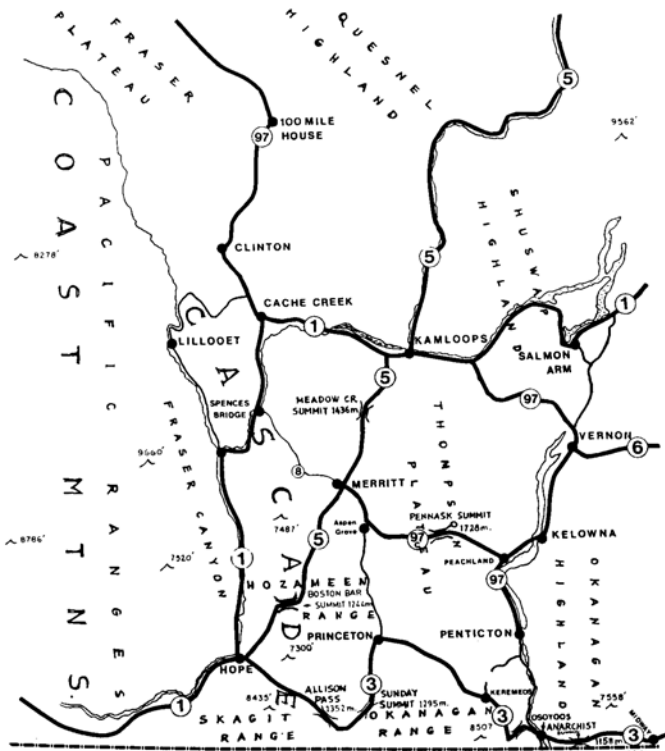 FRASER
PLATEAU
QUESNEL
HIGHLAND
5
97
100 MILE
HOUSE
9562'
COAST MTNS.
PACIFIC RANGES
SHUSWAP
HIGHLAND
CLINTON
8278'
5
CACHE CREEK
1
1
LILLOOET
KAMLOOPS
SALMON
ARM
5
CASCADE
MEADOW CR.
SUMMIT 1436m.
SPENCES
BRIDGE
97
VERNON
6
THOMPSON
PLATEAU
FRASER CANYON
9660'
8
MERRITT
PENNASK SUMMIT
1728m.
7487'
Aspen
Grove
97
KELOWNA
8786'
7520'
1
5
PEACHLAND
97
OKANAGAN
HIGHLAND
HOZAMEEN
RANGE
BOSTON BAR
SUMMIT 1244m.
PRINCETON
PENTICTON
7300'
HOPE
1
8435'
ALLISON
PASS
1352m.
3
SUNDAY
SUMMIT 1295m.
KEREMEOS
7558'
MIDWAY
SKAGIT
RANGE
OKANAGAN
RANGE
8507'
3
OSOYOOS
ANARCHIST
1158m.
3